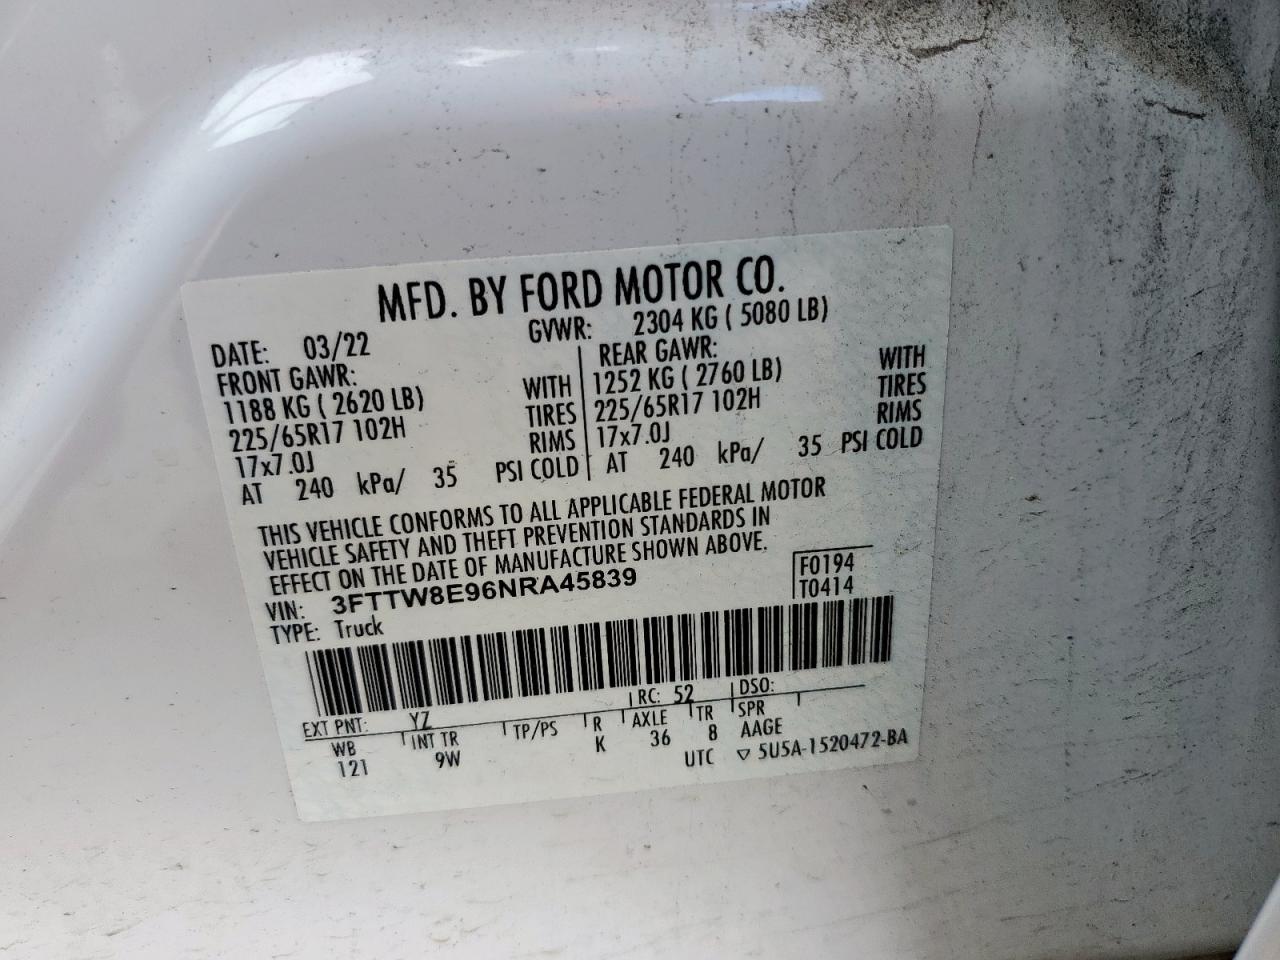 MFD. BY FORD MOTOR CO.
DATE: 03/22 GVWR: 2304 KG ( 5080 LB)
FRONT GAWR: REAR GAWR:
1188 KG ( 2620 LB) WITH 1252 KG ( 2760 LB) WITH
225/65R17 102H TIRES 225/65R17 102H TIRES
17x7.0J RIMS 17x7.0J RIMS
AT 240 kPa/ 35 PSI COLD AT 240 kPa/ 35 PSI COLD
THIS VEHICLE CONFORMS TO ALL APPLICABLE FEDERAL MOTOR
VEHICLE SAFETY AND THEFT PREVENTION STANDARDS IN
EFFECT ON THE DATE OF MANUFACTURE SHOWN ABOVE.
VIN: 3FTTW8E96NRA45839 F0194
TYPE: Truck T0414
EXT PNT: YZ RC: 52 DSO:
WB INT TR TP/PS R AXLE TR SPR
121 9W K 36 8 AAGE
UTC ▽ 5U5A-1520472-BA